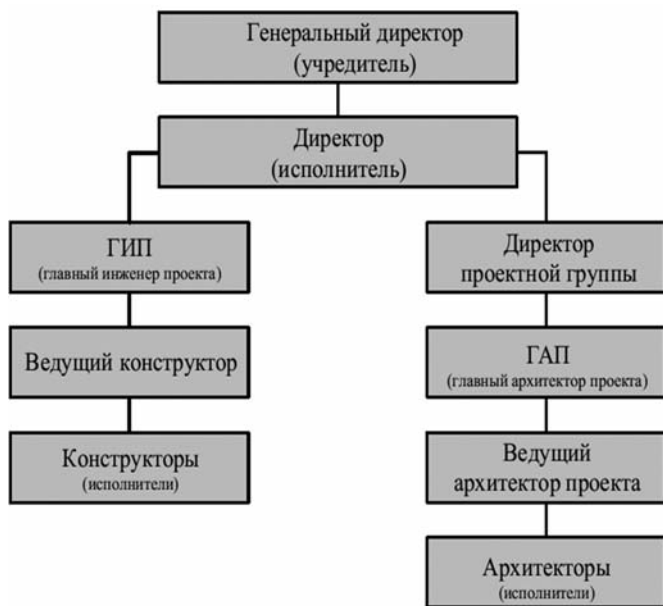 Генеральный директор
(учредитель)
Директор
(исполнитель)
ГИП
(главный инженер проекта)
Ведущий конструктор
Конструкторы
(исполнители)
Директор
проектной группы
ГАП
(главный архитектор проекта)
Ведущий
архитектор проекта
Архитекторы
(исполнители)